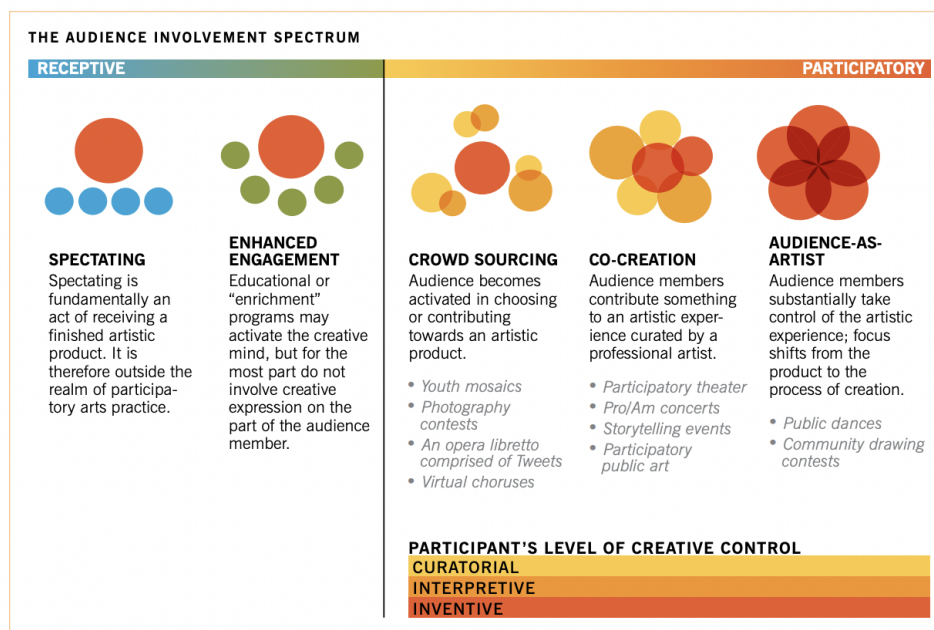 THE AUDIENCE INVOLVEMENT SPECTRUM
RECEPTIVE
PARTICIPATORY
SPECTATING
Spectating is
fundamentally an
act of receiving a
finished artistic
product. It is
therefore outside the
realm of participa-
tory arts practice.
ENHANCED
ENGAGEMENT
Educational or
“enrichment”
programs may
activate the creative
mind, but for the
most part do not
involve creative
expression on the
part of the audience
member.
CROWD SOURCING
Audience becomes
activated in choosing
or contributing
towards an artistic
product.
• Youth mosaics
• Photography
contests
• An opera libretto
comprised of Tweets
• Virtual choruses
CO-CREATION
Audience members
contribute something
to an artistic exper-
ience curated by a
professional artist.
• Participatory theater
• Pro/Am concerts
• Storytelling events
• Participatory
public art
AUDIENCE-AS-
ARTIST
Audience members
substantially take
control of the artistic
experience; focus
shifts from the
product to the
process of creation.
• Public dances
• Community drawing
contests
PARTICIPANT’S LEVEL OF CREATIVE CONTROL
CURATORIAL
INTERPRETIVE
INVENTIVE